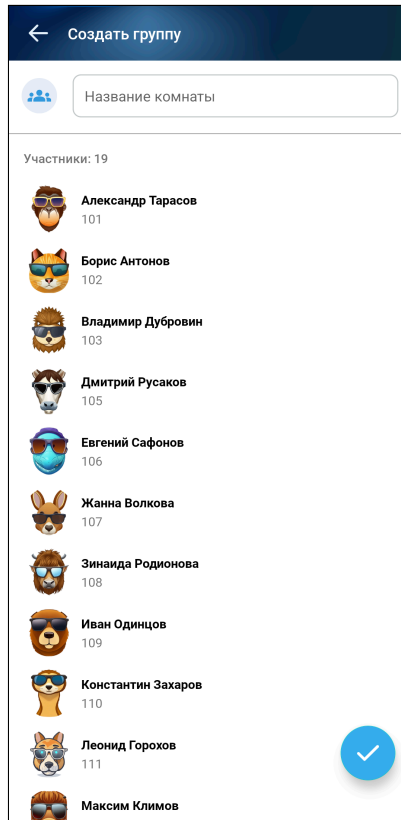 Создать группу
Название комнаты
Участники: 19
Александр Тарасов
101
Борис Антонов
102
Владимир Дубровин
103
Дмитрий Русаков
105
Евгений Сафонов
106
Жанна Волкова
107
Зинаида Родионова
108
Иван Одинцов
109
Константин Захаров
110
Леонид Горохов
111
Максим Климов